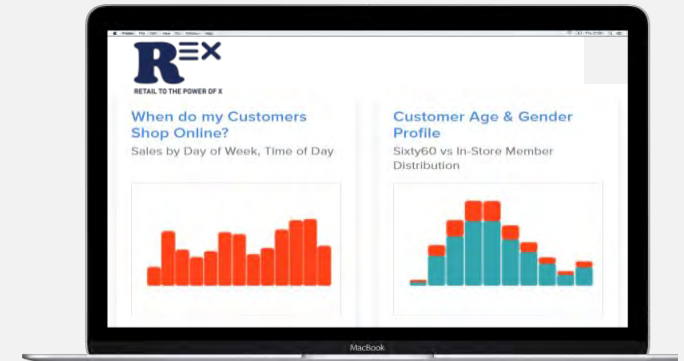 REX
RETAIL TO THE POWER OF X
When do my Customers
Shop Online?
Sales by Day of Week, Time of Day
Customer Age & Gender
Profile
Sixty60 vs In-Store Member
Distribution
MacBook